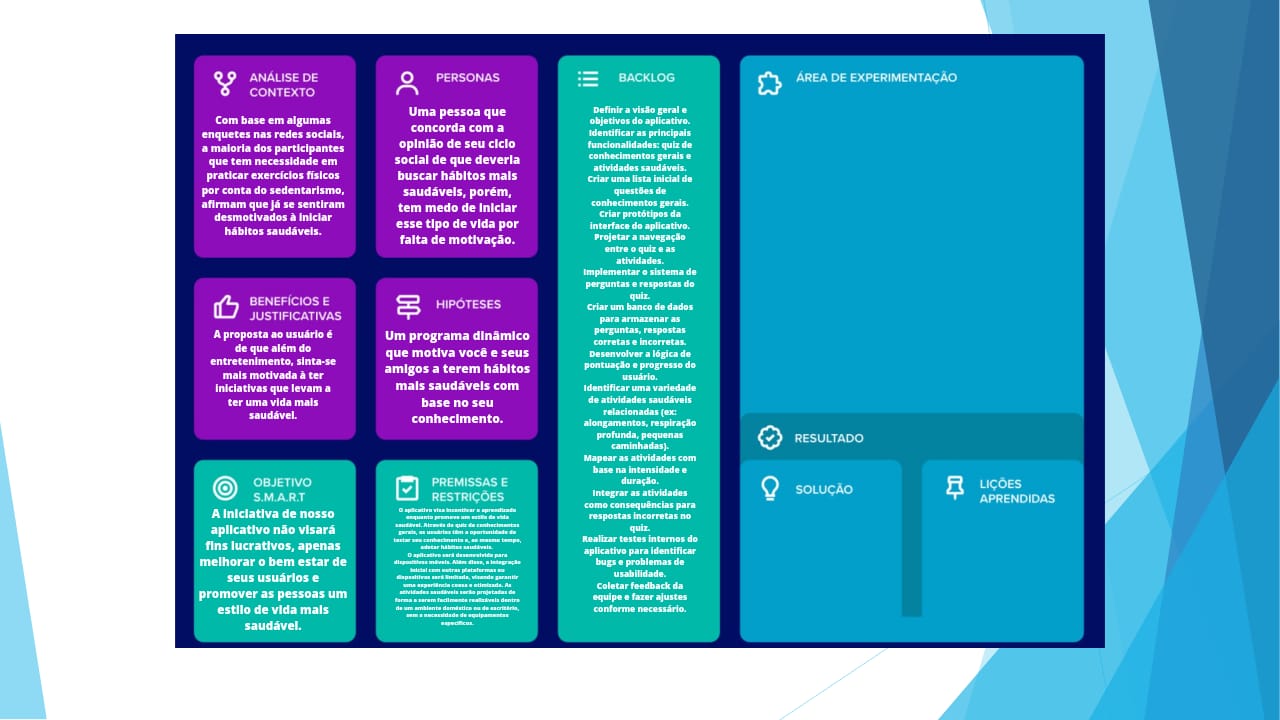 ANÁLISE DE
CONTEXTO
Com base em algumas
enquetes nas redes sociais,
a maioria dos participantes
que tem necessidade em
praticar exercícios físicos
por conta do sedentarismo,
afirmam que já se sentiram
desmotivados à iniciar
hábitos saudáveis.
PERSONAS
Uma pessoa que
concorda com a
opinião de seu ciclo
social de que deveria
buscar hábitos mais
saudáveis, porém,
tem medo de iniciar
esse tipo de vida por
falta de motivação.
BENEFÍCIOS E
JUSTIFICATIVAS
A proposta ao usuário é
de que além do
entretenimento, sinta-se
mais motivada à ter
iniciativas que levam a
ter uma vida mais
saudável.
HIPÓTESES
Um programa dinâmico
que motiva você e seus
amigos a terem hábitos
mais saudáveis com
base no seu
conhecimento.
OBJETIVO
S.M.A.R.T
A iniciativa de nosso
aplicativo não visará
fins lucrativos, apenas
melhorar o bem estar de
seus usuários e
promover as pessoas um
estilo de vida mais
saudável.
PREMISSAS E
RESTRIÇÕES
O aplicativo visa incentivar o aprendizado
enquanto promove um estilo de vida
saudável. Através do quiz de conhecimentos
gerais, os usuários têm a oportunidade de
testar seu conhecimento e, ao mesmo tempo,
adotar hábitos saudáveis.
O aplicativo será desenvolvido para
dispositivos móveis. Além disso, a integração
inicial com outras plataformas ou
dispositivos será limitada, visando garantir
uma experiência coesa e otimizada. As
atividades saudáveis serão projetadas de
forma a serem facilmente realizáveis dentro
de um ambiente doméstico ou de escritório,
sem a necessidade de equipamentos
específicos.
BACKLOG
Definir a visão geral e
objetivos do aplicativo.
Identificar as principais
funcionalidades: quiz de
conhecimentos gerais e
atividades saudáveis.
Criar uma lista inicial de
questões de
conhecimentos gerais.
Criar protótipos da
interface do aplicativo.
Projetar a navegação
entre o quiz e as
atividades.
Implementar o sistema de
perguntas e respostas do
quiz.
Criar um banco de dados
para armazenar as
perguntas, respostas
corretas e incorretas.
Desenvolver a lógica de
pontuação e progresso do
usuário.
Identificar uma variedade
de atividades saudáveis
relacionadas (ex:
alongamentos, respiração
profunda, pequenas
caminhadas).
Mapear as atividades com
base na intensidade e
duração.
Integrar as atividades
como consequências para
respostas incorretas no
quiz.
Realizar testes internos do
aplicativo para identificar
bugs e problemas de
usabilidade.
Coletar feedback da
equipe e fazer ajustes
conforme necessário.
ÁREA DE EXPERIMENTAÇÃO
RESULTADO
SOLUÇÃO
LIÇÕES
APRENDIDAS